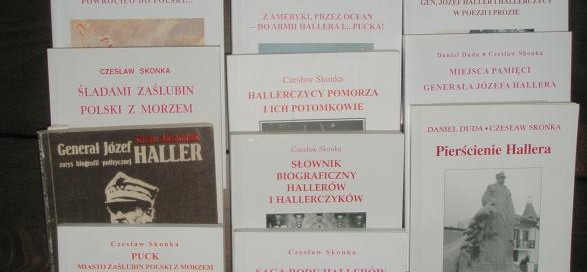 POWRÓCIŁO DO POLSKI...
CZESŁAW SKONKA
ŚLADAMI ZAŚLUBIN
POLSKI Z MORZEM
Generał Józef
HALLER
zarys biografii politycznej
Czesław Skonka
PUCK
MIASTO ZAŚLUBIN POLSKI Z MORZEM
Z AMERYKI, PRZEZ OCEAN
- DO ARMII HALLERA I... PUCKA!
Czesław Skonka
HALLERCZYCY POMORZA
I ICH POTOMKOWIE
Czesław Skonka
SŁOWNIK
BIOGRAFICZNY
HALLERÓW
I HALLERCZYKÓW
Czesław Skonka
SAGA RODU HALLERÓW
GEN. JÓZEF HALLER I HALLERCZYCY
W POEZJI I PROZIE
Daniel Duda • Czesław Skonka
MIEJSCA PAMIĘCI
GENERAŁA JÓZEFA HALLERA
DANIEL DUDA • CZESŁAW SKONKA
Pierścienie Hallera